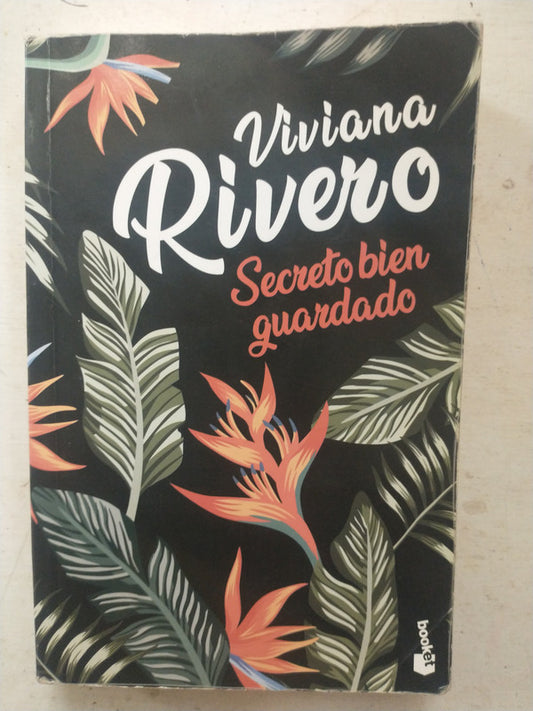 Viviana
Rivero
Secreto bien
guardado
booket